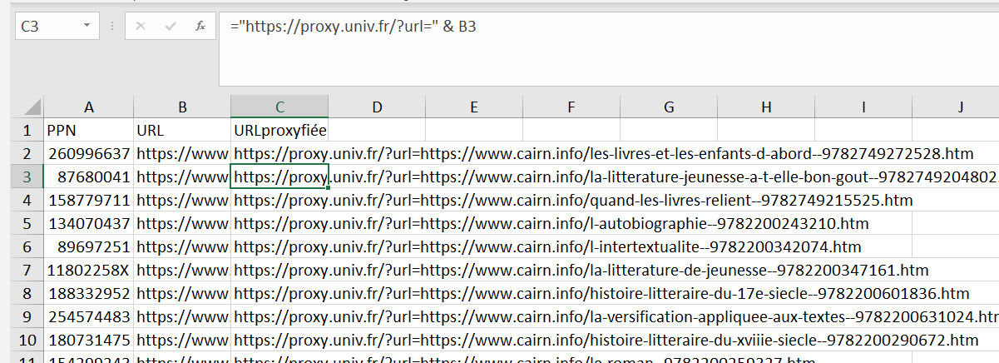 C3 fx ="https://proxy.univ.fr/?url=" & B3
A B C D E F G H I J
1 PPN URL URLproxyfiée
2 260996637 https://www. https://proxy.univ.fr/?url=https://www.cairn.info/les-livres-et-les-enfants-d-abord--9782749272528.htm
3 87680041 https://www. https://proxy.univ.fr/?url=https://www.cairn.info/la-litterature-jeunesse-a-t-elle-bon-gout--9782749204802.
4 158779711 https://www. https://proxy.univ.fr/?url=https://www.cairn.info/quand-les-livres-relient--9782749215525.htm
5 134070437 https://www. https://proxy.univ.fr/?url=https://www.cairn.info/l-autobiographie--9782200243210.htm
6 89697251 https://www. https://proxy.univ.fr/?url=https://www.cairn.info/l-intertextualite--9782200342074.htm
7 11802258X https://www. https://proxy.univ.fr/?url=https://www.cairn.info/la-litterature-de-jeunesse--9782200347161.htm
8 188332952 https://www. https://proxy.univ.fr/?url=https://www.cairn.info/histoire-litteraire-du-17e-siecle--9782200601836.htm
9 254574483 https://www. https://proxy.univ.fr/?url=https://www.cairn.info/la-versification-appliquee-aux-textes--9782200631024.htm
10 180731475 https://www. https://proxy.univ.fr/?url=https://www.cairn.info/histoire-litteraire-du-xviiie-siecle--9782200290672.htm
11 154299243 https://www. https://proxy.univ.fr/?url=https://www.cairn.info/le-roman--9782200259327.htm